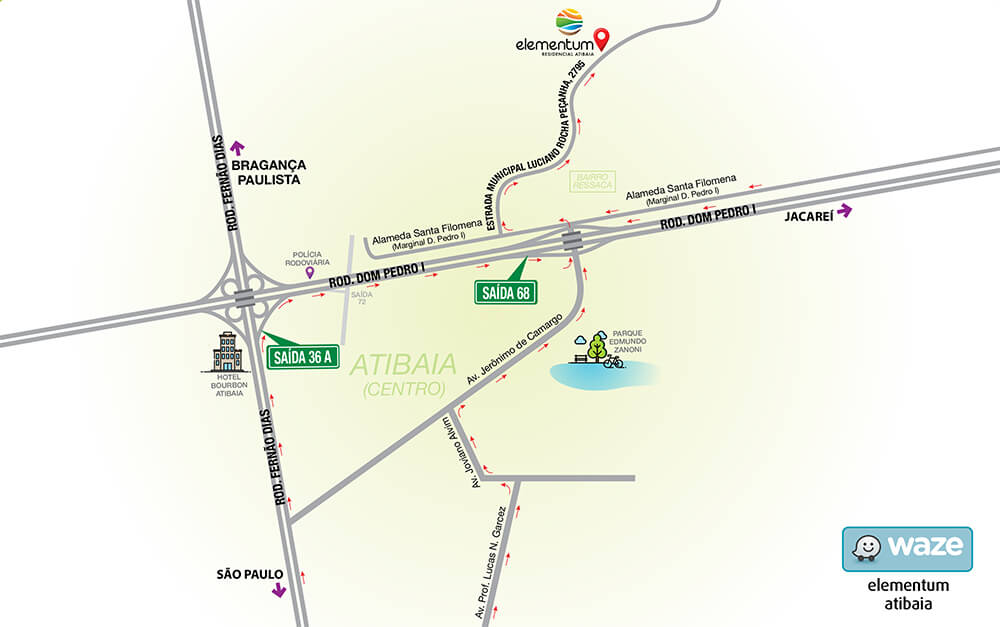 elementum
RESIDENCIAL ATIBAIA
ESTRADA MUNICIPAL LUCIANO ROCHA PEÇANHA, 2795
ROD. FERNÃO DIAS
BRAGANÇA
PAULISTA
BAIRRO
RESSACA
Alameda Santa Filomena
(Marginal D. Pedro I)
ROD. DOM PEDRO I
JACAREÍ
Alameda Santa Filomena
(Marginal D. Pedro I)
POLÍCIA
RODOVIÁRIA
ROD. DOM PEDRO I
SAÍDA
72
SAÍDA 68
SAÍDA 36 A
HOTEL
BOURBON
ATIBAIA
ATIBAIA
(CENTRO)
Av. Jerônimo de Camargo
PARQUE
EDMUNDO
ZANONI
ROD. FERNÃO DIAS
Av. Joviano Alvim
Av. Prof. Lucas N. Garcez
SÃO PAULO
waze
elementum
atibaia